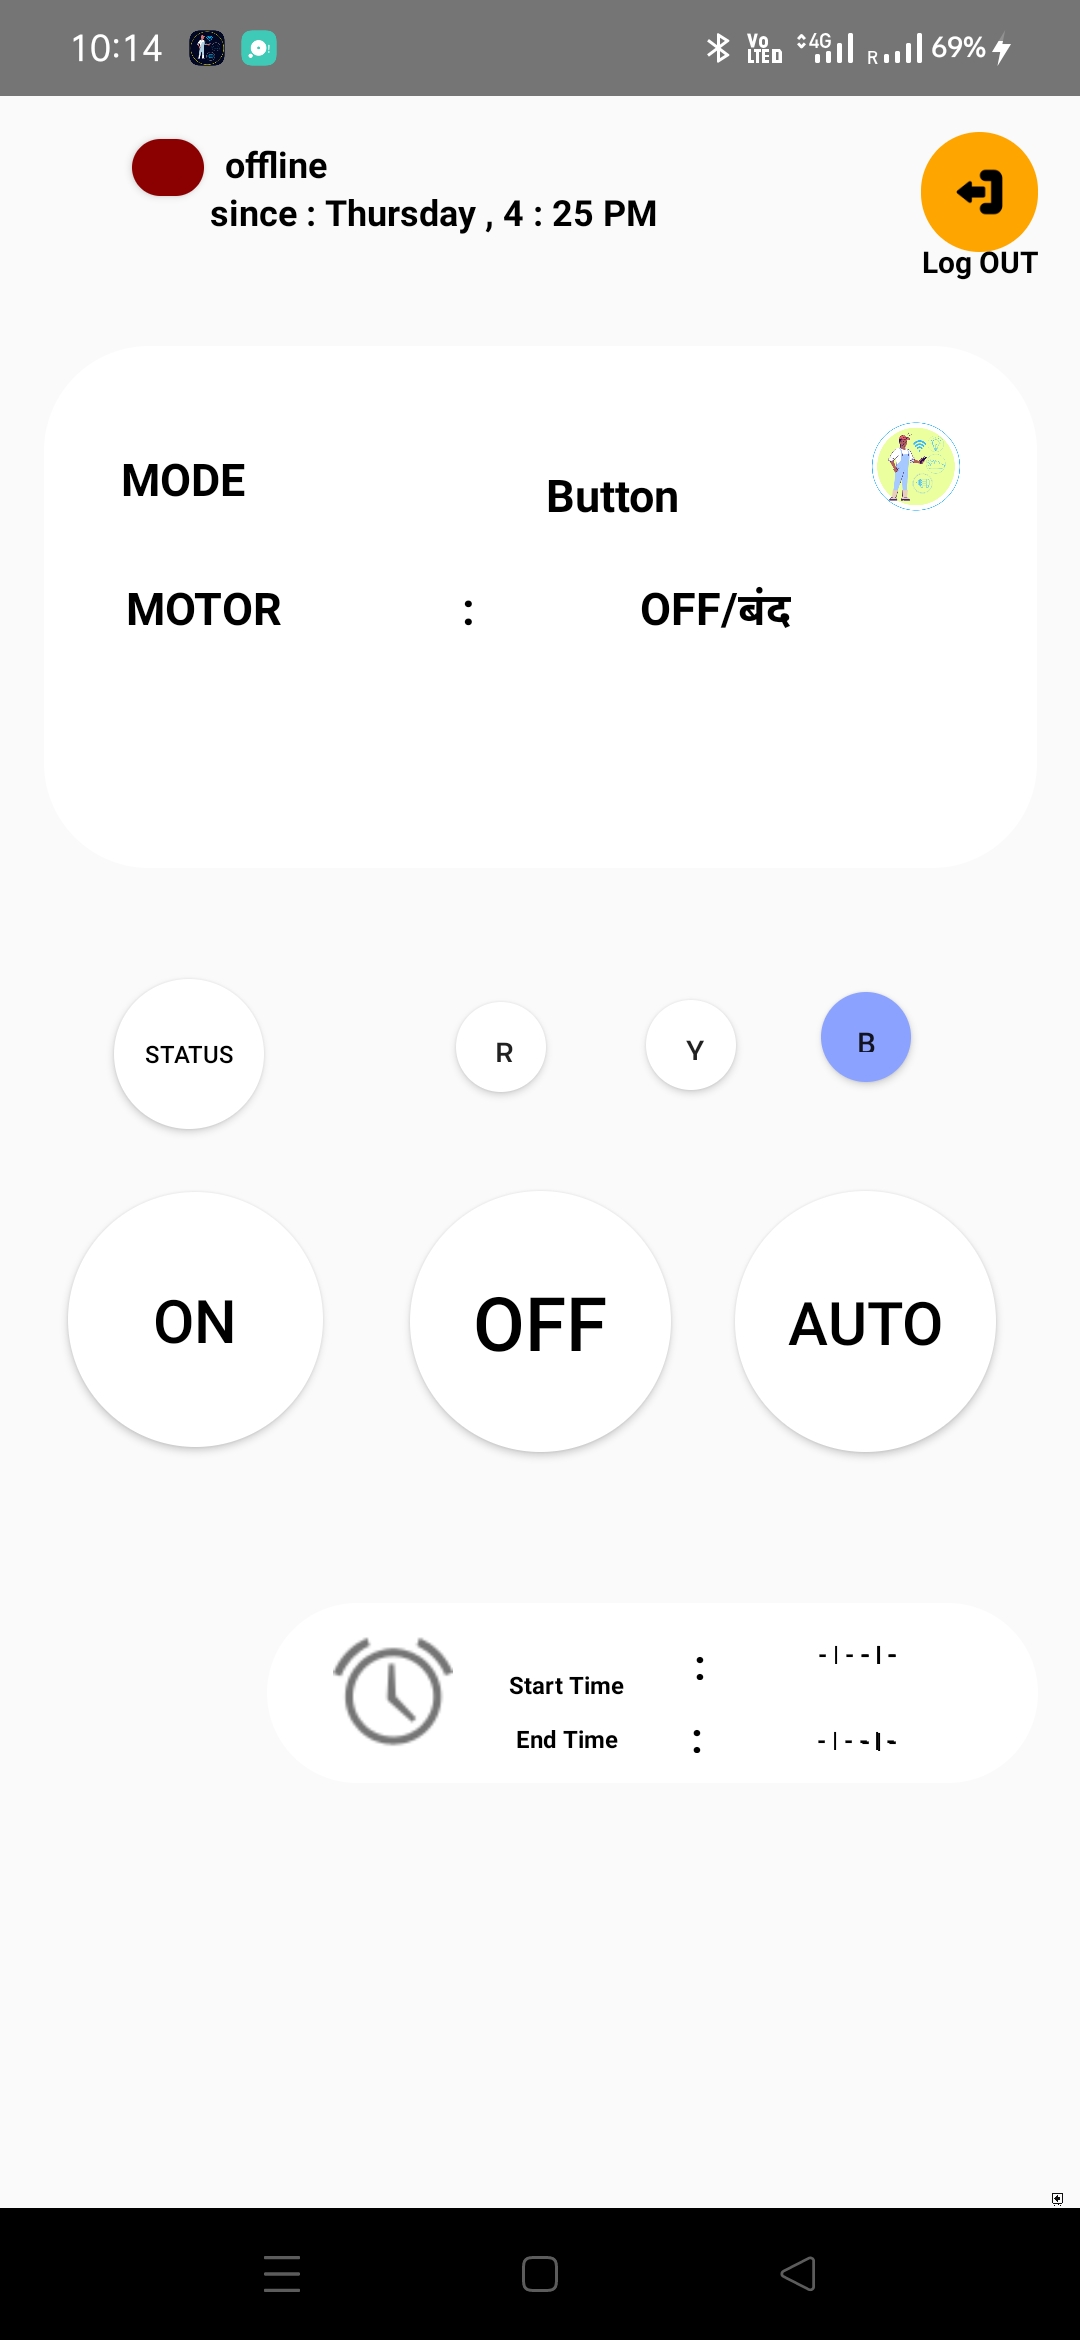 10:14
Vo LTE D 4G R 69%
offline
since : Thursday , 4 : 25 PM
Log OUT
MODE Button
MOTOR : OFF/बंद
STATUS R Y B
ON OFF AUTO
Start Time : -|--|-
End Time : -|--|-